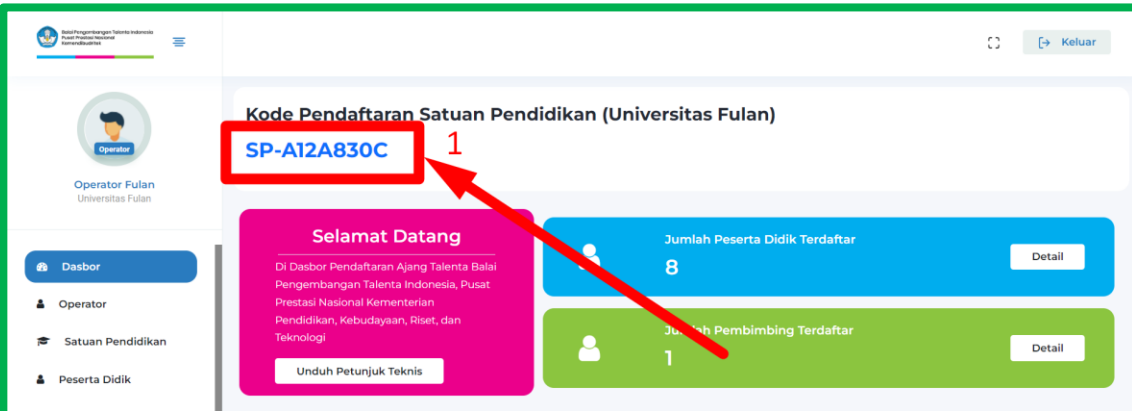 Balai Pengembangan Talenta Indonesia
Pusat Prestasi Nasional
Kemendikbudristek
Keluar
Operator
Operator Fulan
Universitas Fulan
Dasbor
Operator
Satuan Pendidikan
Peserta Didik
Kode Pendaftaran Satuan Pendidikan (Universitas Fulan)
SP-A12A830C
1
Selamat Datang
Di Dasbor Pendaftaran Ajang Talenta Balai
Pengembangan Talenta Indonesia, Pusat
Prestasi Nasional Kementerian
Pendidikan, Kebudayaan, Riset, dan
Teknologi
Unduh Petunjuk Teknis
Jumlah Peserta Didik Terdaftar
8
Detail
Jumlah Pembimbing Terdaftar
1
Detail